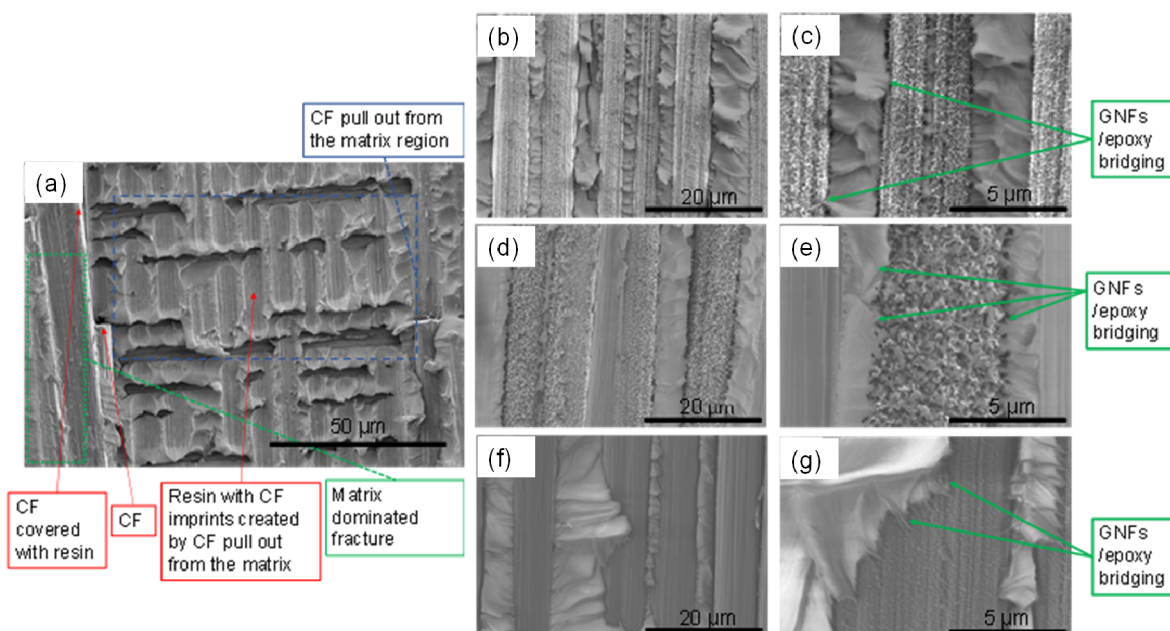 CF pull out from
the matrix region
(a)
50 µm
CF
covered with resin
CF
Resin with CF
imprints created
by CF pull out
from the matrix
Matrix
dominated
fracture
(b)
20 µm
(c)
5 µm
GNFs
/epoxy
bridging
(d)
20 µm
(e)
5 µm
GNFs
/epoxy
bridging
(f)
20 µm
(g)
5 µm
GNFs
/epoxy
bridging